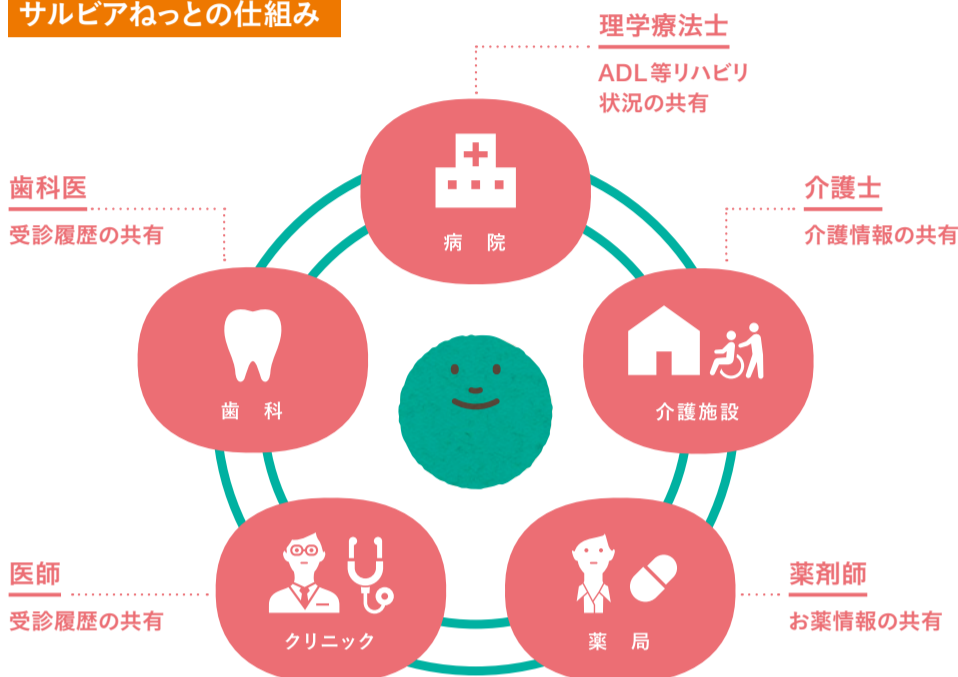 サルビアねっとの仕組み
理学療法士
ADL等リハビリ
状況の共有
病 院
歯科医
受診履歴の共有
介護士
介護情報の共有
歯 科
介護施設
医師
受診履歴の共有
クリニック
薬 局
薬剤師
お薬情報の共有